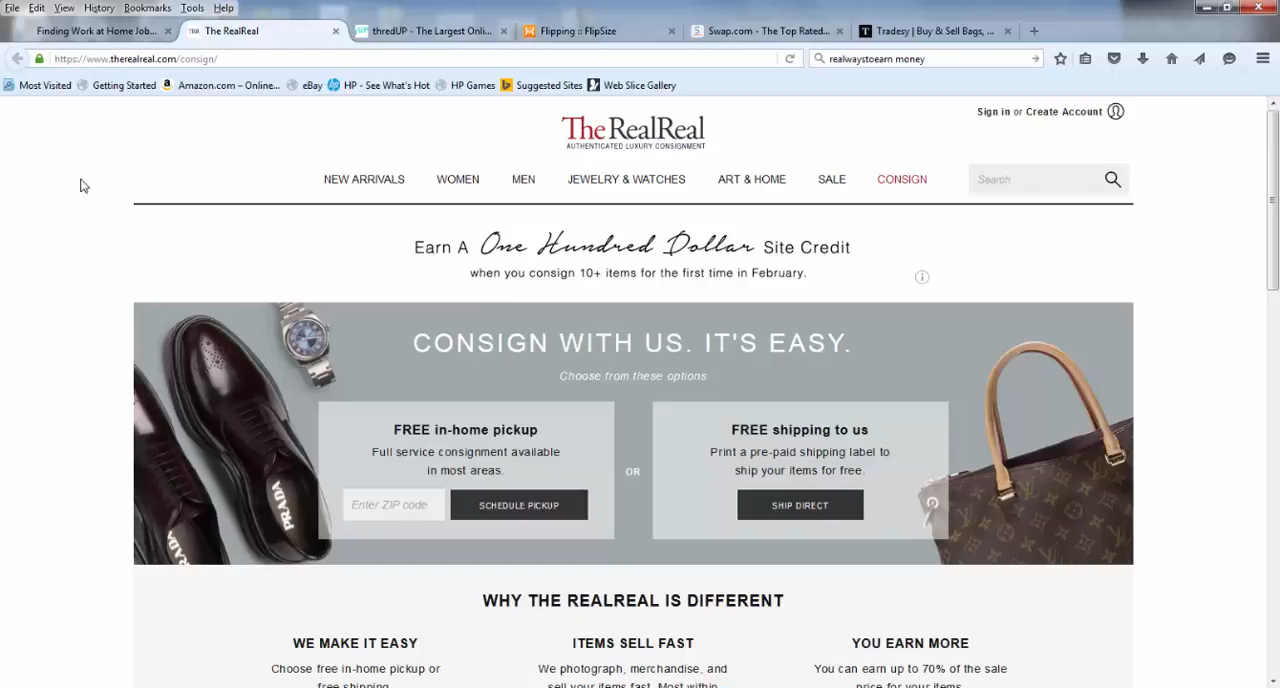 File Edit View History Bookmarks Tools Help
Finding Work at Home Job...
TRR The RealReal
thredUP - The Largest Onli...
Flipping :: FlipSize
S Swap.com - The Top Rated...
T Tradesy | Buy & Sell Bags, ...
https://www.therealreal.com/consign/
realwaystoearn money
Most Visited Getting Started Amazon.com – Online... eBay HP - See What's Hot HP Games Suggested Sites Web Slice Gallery
Sign in or Create Account
The RealReal
AUTHENTICATED LUXURY CONSIGNMENT
NEW ARRIVALS WOMEN MEN JEWELRY & WATCHES ART & HOME SALE CONSIGN
Search
Earn A One Hundred Dollar Site Credit
when you consign 10+ items for the first time in February.
CONSIGN WITH US. IT'S EASY.
Choose from these options
FREE in-home pickup
Full service consignment available
in most areas.
Enter ZIP code
SCHEDULE PICKUP
OR
FREE shipping to us
Print a pre-paid shipping label to
ship your items for free.
SHIP DIRECT
PRADA
PRADA
WHY THE REALREAL IS DIFFERENT
WE MAKE IT EASY
Choose free in-home pickup or
free shipping.
ITEMS SELL FAST
We photograph, merchandise, and
sell your items fast. Most within
YOU EARN MORE
You can earn up to 70% of the sale
price for your items.